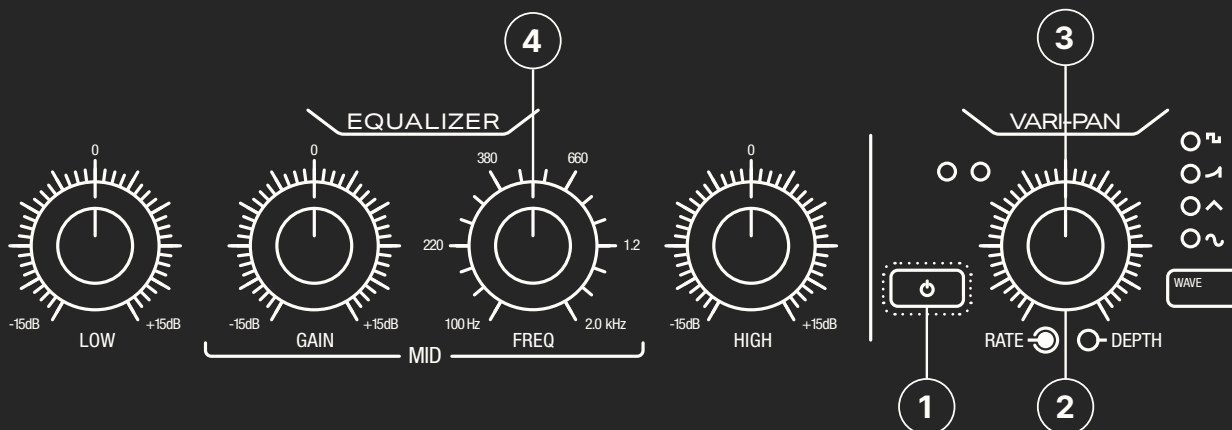 4
3
EQUALIZER
VARI-PAN
0
0
380
660
0
220
1.2
WAVE
-15dB
+15dB
-15dB
+15dB
100 Hz
2.0 kHz
-15dB
+15dB
LOW
GAIN
FREQ
HIGH
RATE
DEPTH
MID
1
2